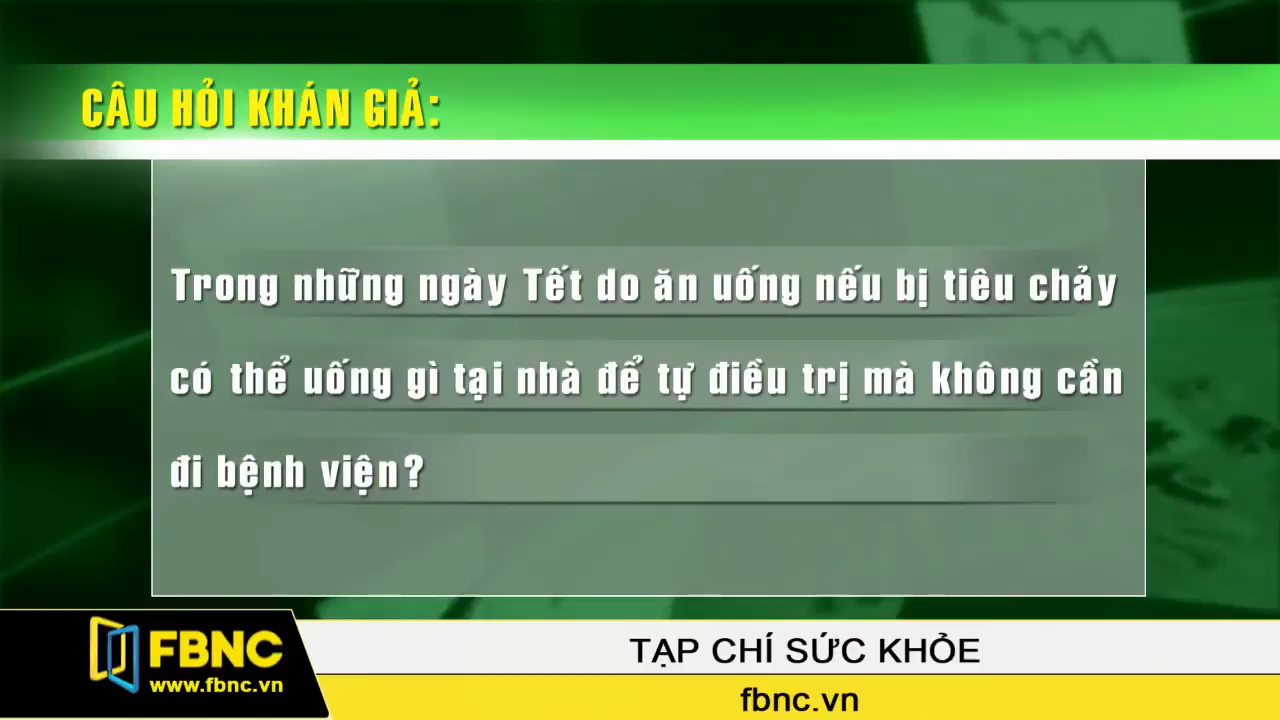 CÂU HỎI KHÁN GIẢ:
Trong những ngày Tết do ăn uống nếu bị tiêu chảy
có thể uống gì tại nhà để tự điều trị mà không cần
đi bệnh viện?
FBNC
www.fbnc.vn
TẠP CHÍ SỨC KHỎE
fbnc.vn